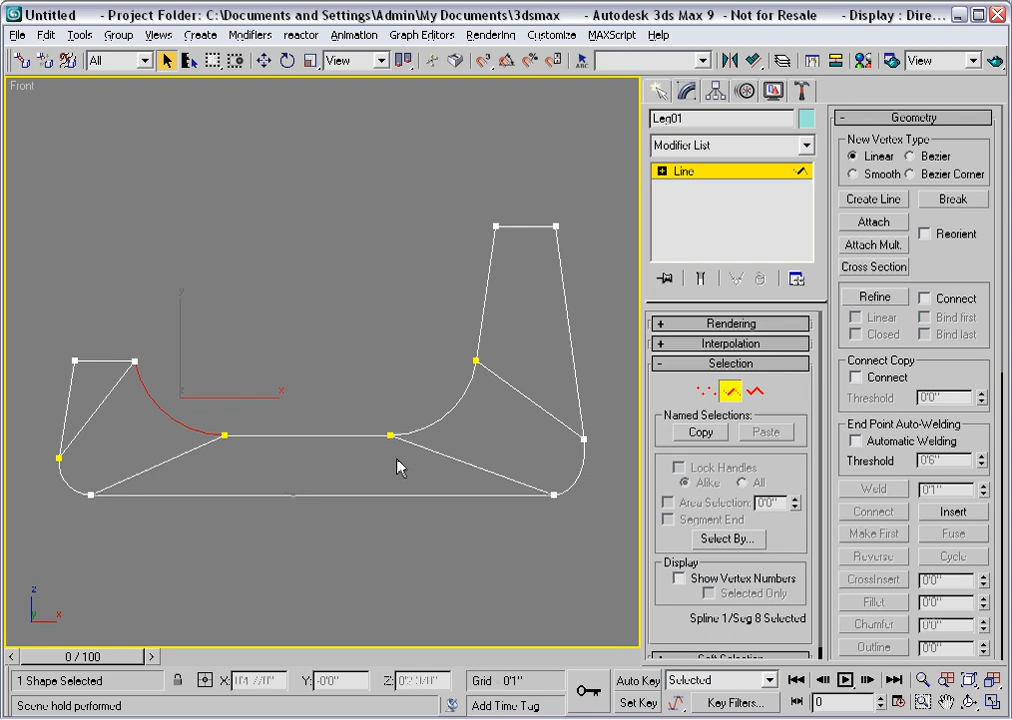 Untitled - Project Folder: C:\Documents and Settings\Admin\My Documents\3dsmax - Autodesk 3ds Max 9 - Not for Resale - Display : Dire...
File Edit Tools Group Views Create Modifiers reactor Animation Graph Editors Rendering Customize MAXScript Help
All View View
Front
Leg01
Modifier List
Line
Rendering
Interpolation
Selection
Named Selections:
Copy Paste
Lock Handles
Alike All
Area Selection: 0'0"
Segment End
Select By...
Display
Show Vertex Numbers
Selected Only
Spline 1/Seg 8 Selected
Soft Selection
Geometry
New Vertex Type
Linear Bezier
Smooth Bezier Corner
Create Line Break
Attach
Reorient
Attach Mult.
Cross Section
Refine Connect
Linear Bind first
Closed Bind last
Connect Copy
Connect
Threshold 0'0"
End Point Auto-Welding
Automatic Welding
Threshold 0'6"
Weld 0'1"
Connect Insert
Make First Fuse
Reverse Cycle
CrossInsert 0'0"
Fillet 0'0"
Chamfer 0'0"
Outline 0'0"
y
x
z
z
y
x
0 / 100
1 Shape Selected X: Y: -0'0" Z: Grid = 0'1" Auto Key Selected
Scene hold performed Add Time Tag Set Key Key Filters... 0